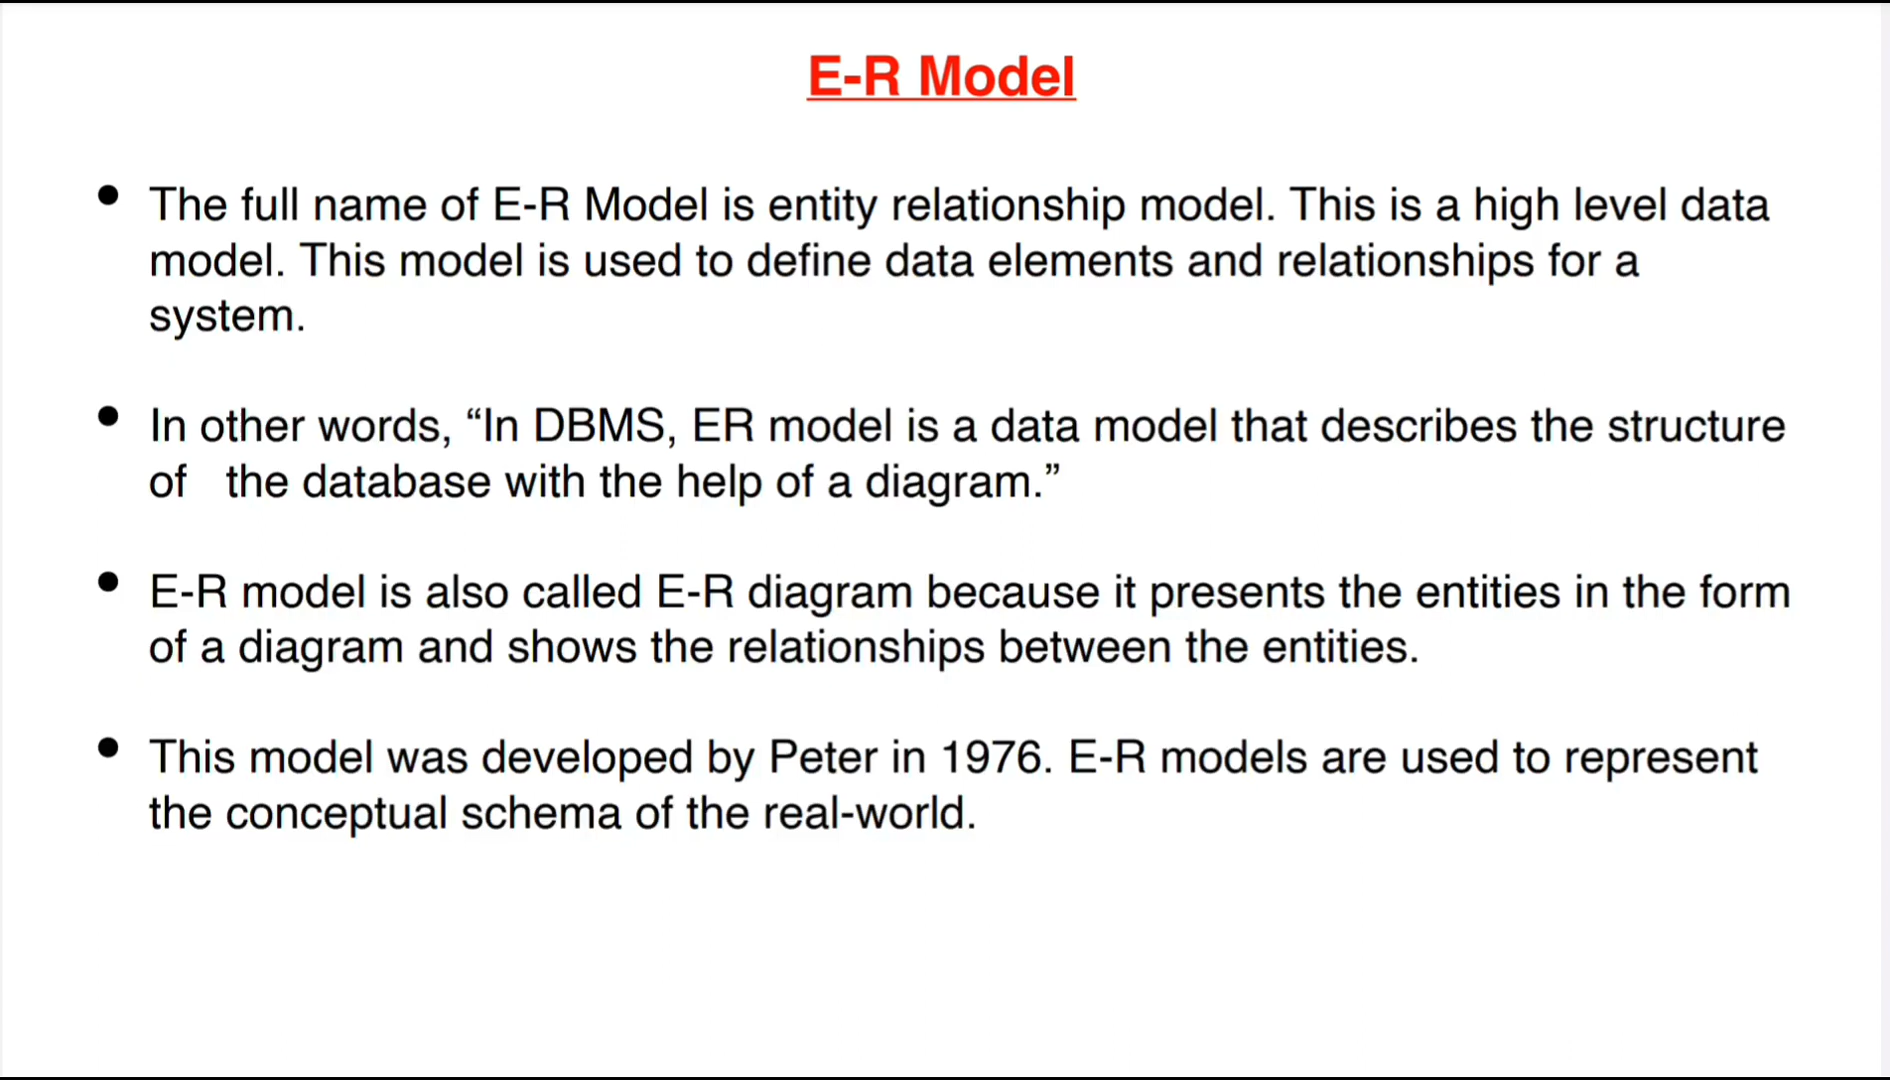 E-R Model
• The full name of E-R Model is entity relationship model. This is a high level data
model. This model is used to define data elements and relationships for a
system.
• In other words, “In DBMS, ER model is a data model that describes the structure
of   the database with the help of a diagram.”
• E-R model is also called E-R diagram because it presents the entities in the form
of a diagram and shows the relationships between the entities.
• This model was developed by Peter in 1976. E-R models are used to represent
the conceptual schema of the real-world.